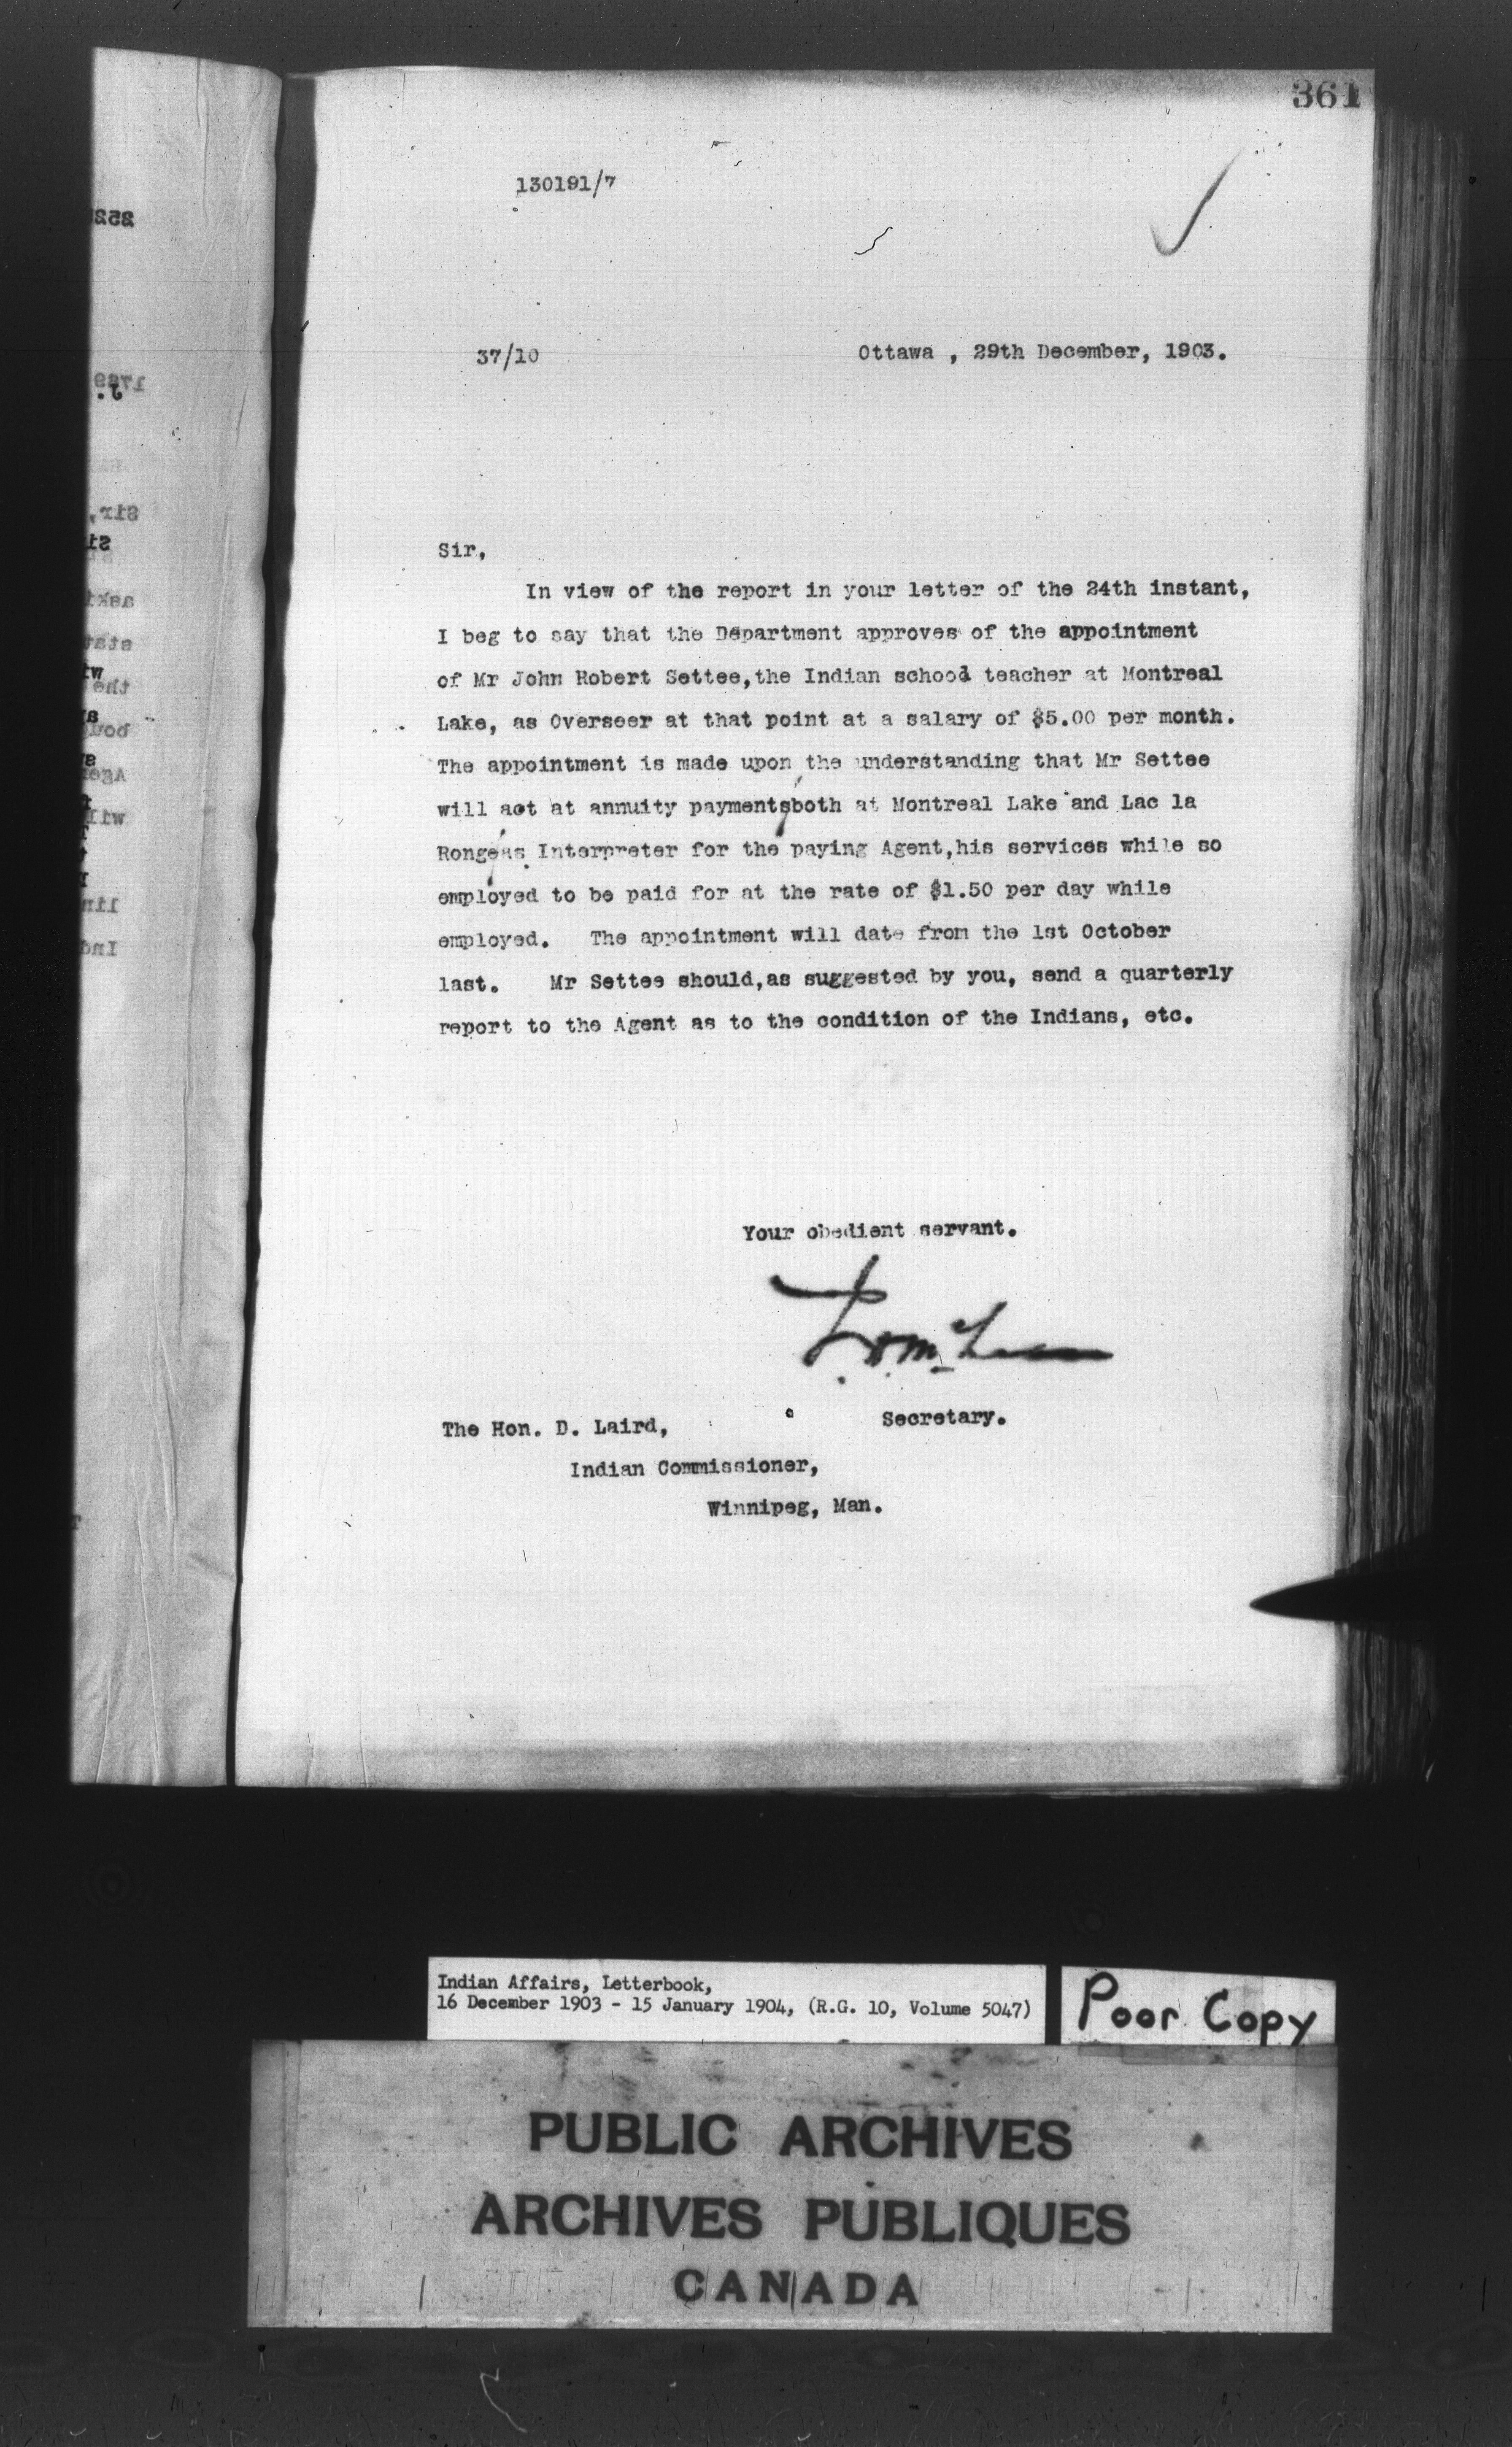 361
130191/7
37/10
Ottawa , 29th December, 1903.
Sir,
In view of the report in your letter of the 24th instant,
I beg to say that the Department approves of the appointment
of Mr John Robert Settee,the Indian school teacher at Montreal
Lake, as Overseer at that point at a salary of $5.00 per month.
The appointment is made upon the understanding that Mr Settee
will act at annuity payments,both at Montreal Lake and Lac la
Ronge,as Interpreter for the paying Agent,his services while so
employed to be paid for at the rate of $1.50 per day while
employed. The appointment will date from the 1st October
last. Mr Settee should,as suggested by you, send a quarterly
report to the Agent as to the condition of the Indians, etc.
Your obedient servant.
Secretary.
The Hon. D. Laird,
Indian Commissioner,
Winnipeg, Man.
Indian Affairs, Letterbook,
16 December 1903 - 15 January 1904, (R.G. 10, Volume 5047)
Poor Copy
PUBLIC ARCHIVES
ARCHIVES PUBLIQUES
CANADA